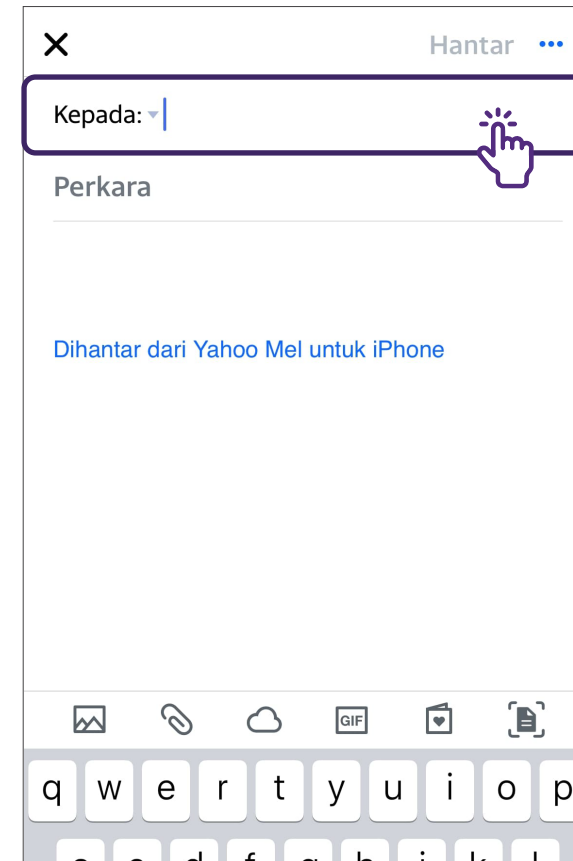 Hantar
Kepada:
Perkara
Dihantar dari Yahoo Mel untuk iPhone
GIF
q w e r t y u i o p